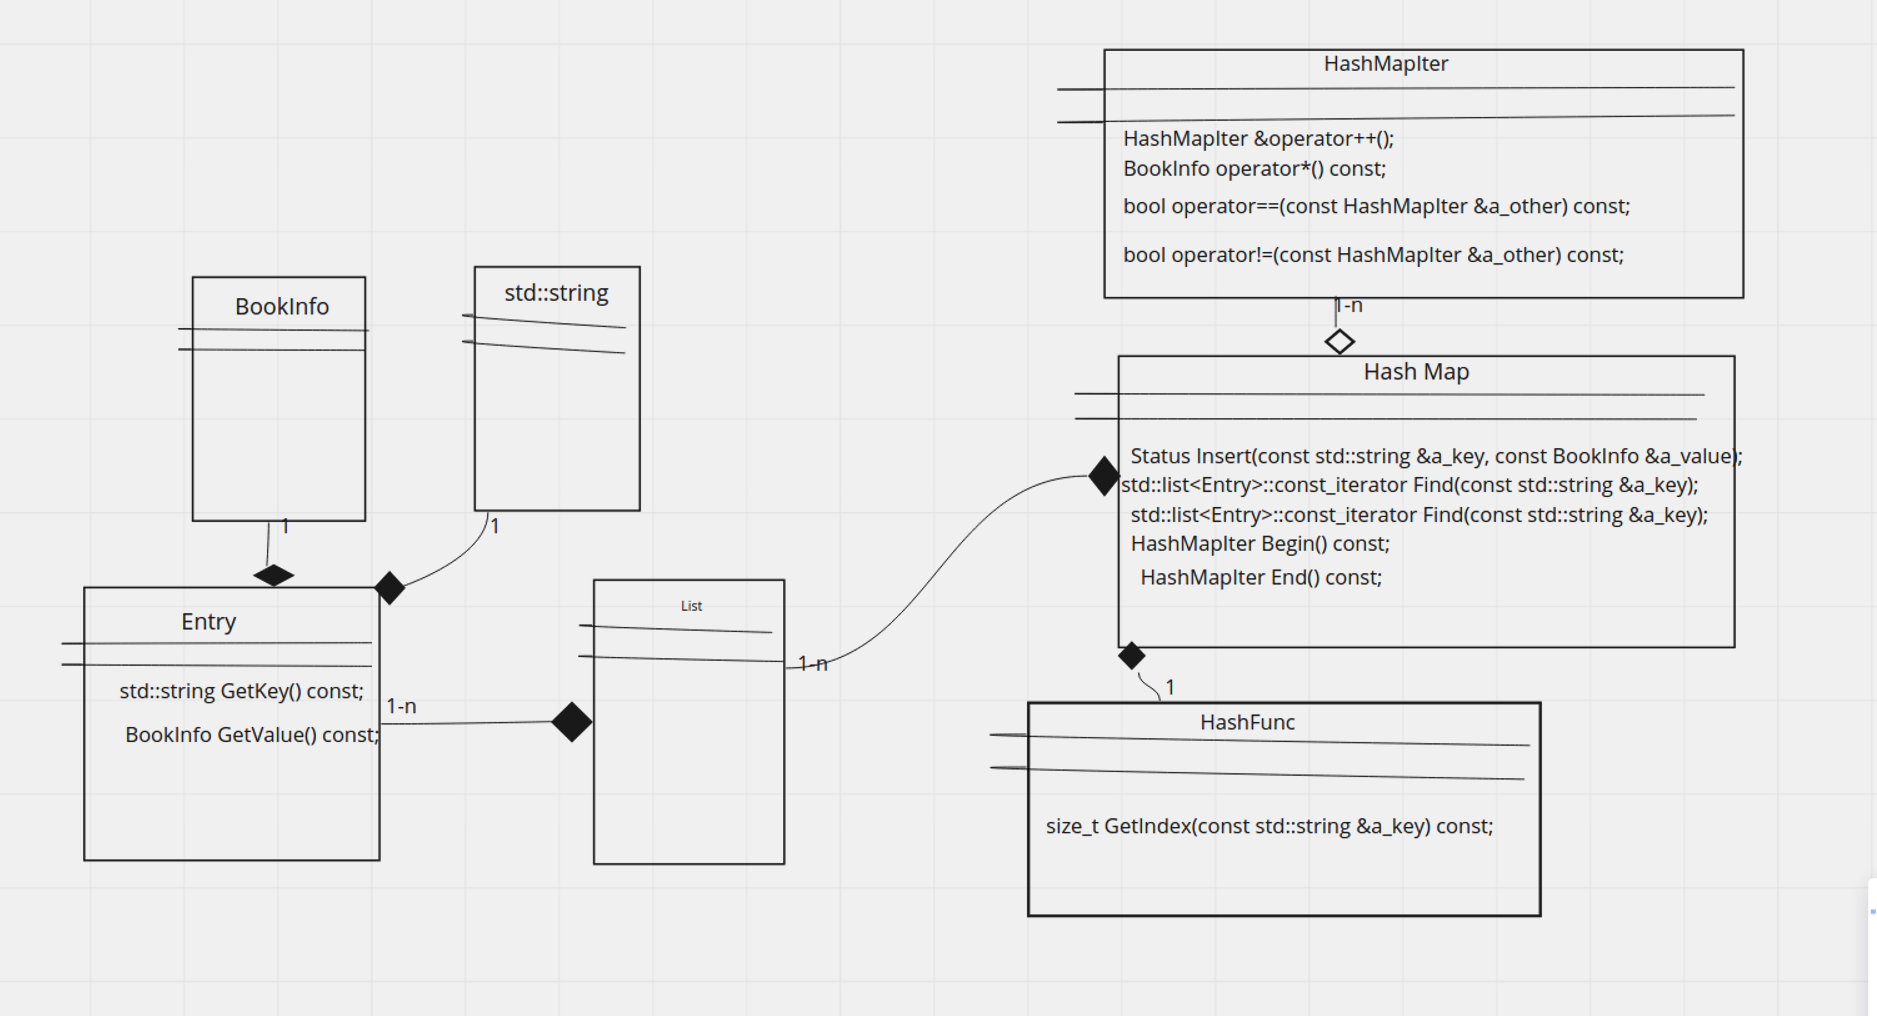 HashMapIter
HashMapIter &operator++();
BookInfo operator*() const;
bool operator==(const HashMapIter &a_other) const;
bool operator!=(const HashMapIter &a_other) const;
1-n
BookInfo
1
std::string
1
Hash Map
Status Insert(const std::string &a_key, const BookInfo &a_value);
std::list<Entry>::const_iterator Find(const std::string &a_key);
std::list<Entry>::const_iterator Find(const std::string &a_key);
HashMapIter Begin() const;
HashMapIter End() const;
Entry
std::string GetKey() const;
BookInfo GetValue() const;
1-n
List
1-n
1
HashFunc
size_t GetIndex(const std::string &a_key) const;